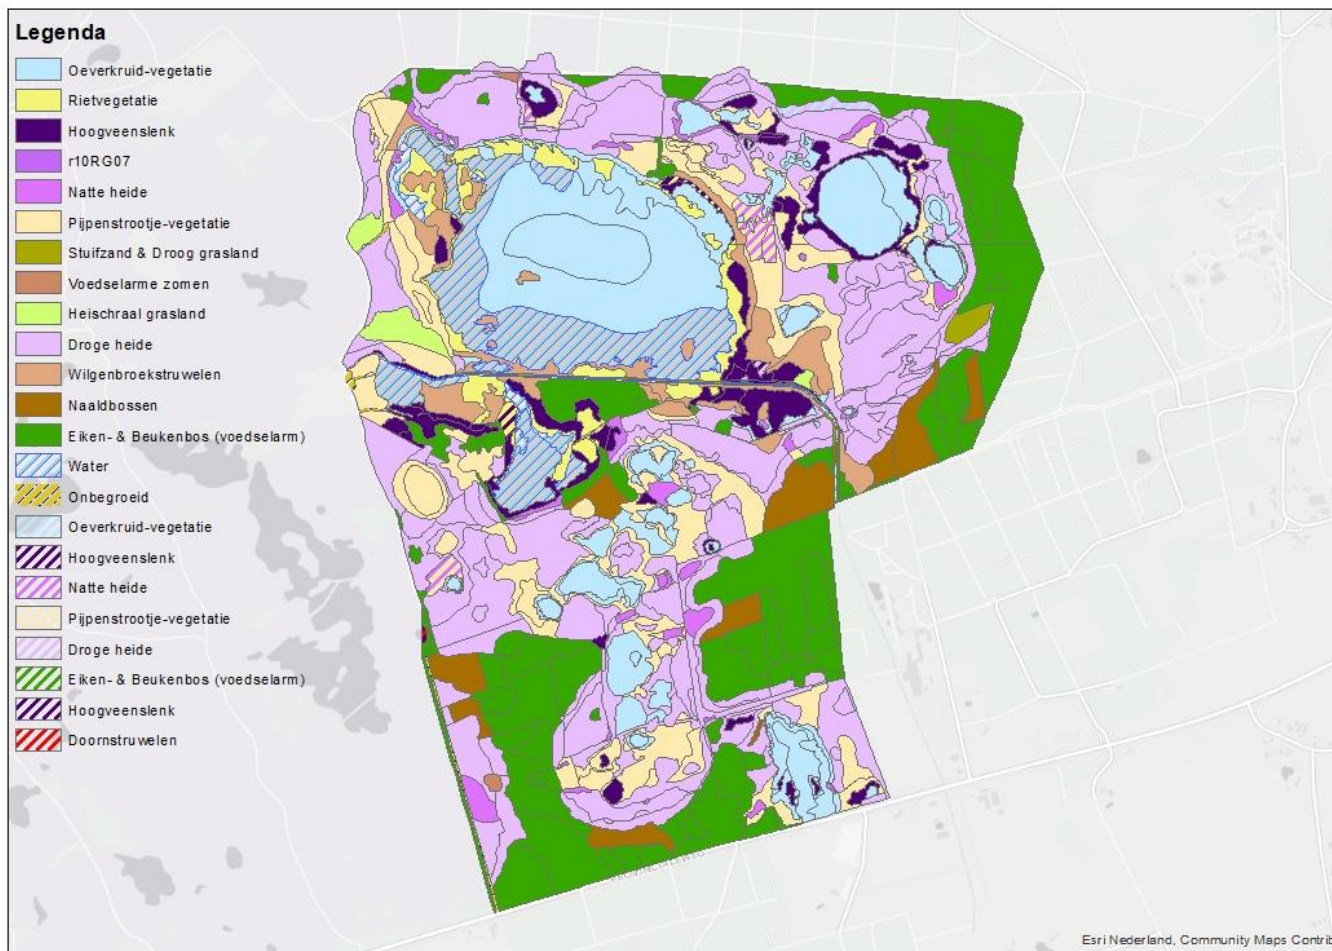 Legenda
Oeverkruid-vegetatie
Rietvegetatie
Hoogveenslenk
r10RG07
Natte heide
Pijpenstrootje-vegetatie
Stuifzand & Droog grasland
Voedselarme zomen
Heischraal grasland
Droge heide
Wilgenbroekstruwelen
Naaldbossen
Eiken- & Beukenbos (voedselarm)
Water
Onbegroeid
Oeverkruid-vegetatie
Hoogveenslenk
Natte heide
Pijpenstrootje-vegetatie
Droge heide
Eiken- & Beukenbos (voedselarm)
Hoogveenslenk
Doornstruwelen
Esri Nederland, Community Maps Contrib